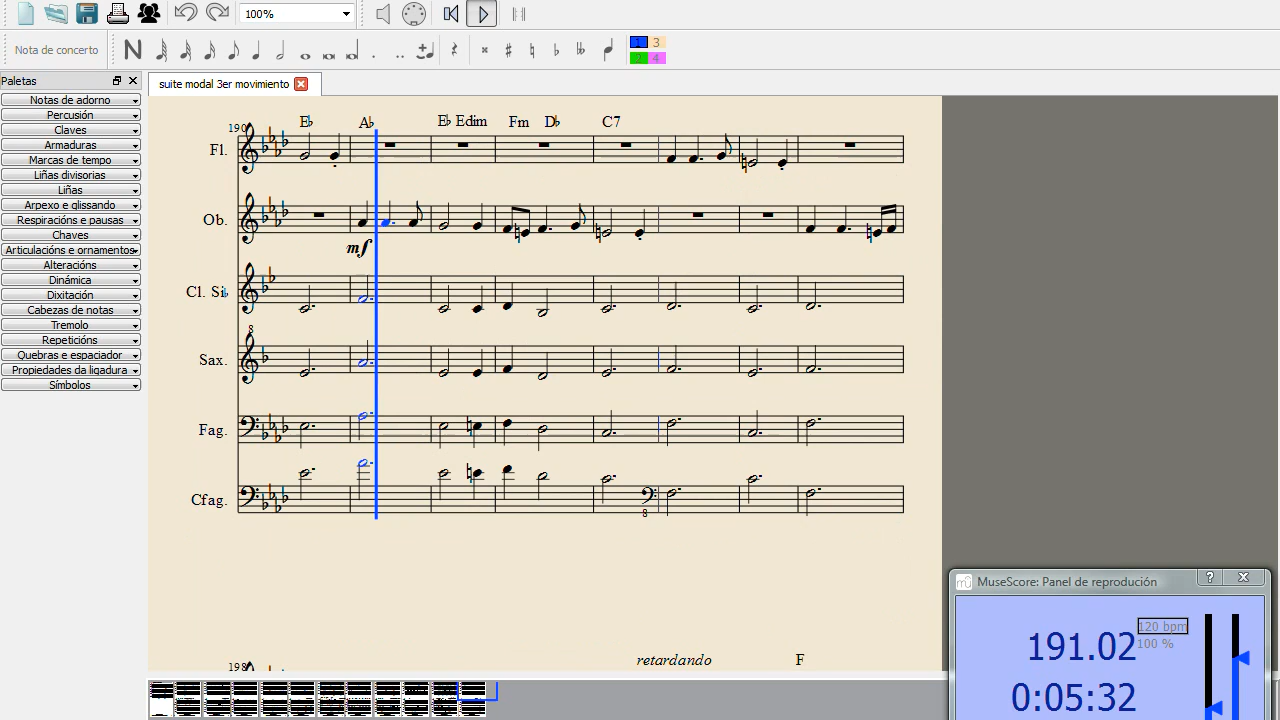 100%
Nota de concerto
1 3
2 4
Paletas
suite modal 3er movimiento
Notas de adorno
Percusión
Claves
Armaduras
Marcas de tempo
Liñas divisorias
Liñas
Arpexo e glissando
Respiracións e pausas
Chaves
Articulacións e ornamentos
Alteracións
Dinámica
Dixitación
Cabezas de notas
Tremolo
Repeticións
Quebras e espaciador
Propiedades da ligadura
Símbolos
190
E♭ A♭ E♭ Edim Fm D♭ C7
Fl.
Ob.
mf
Cl. Si♭
8
Sax.
Fag.
Cfag.
8
198
retardando F
MuseScore: Panel de reprodución
191.02
120 bpm
100 %
0:05:32